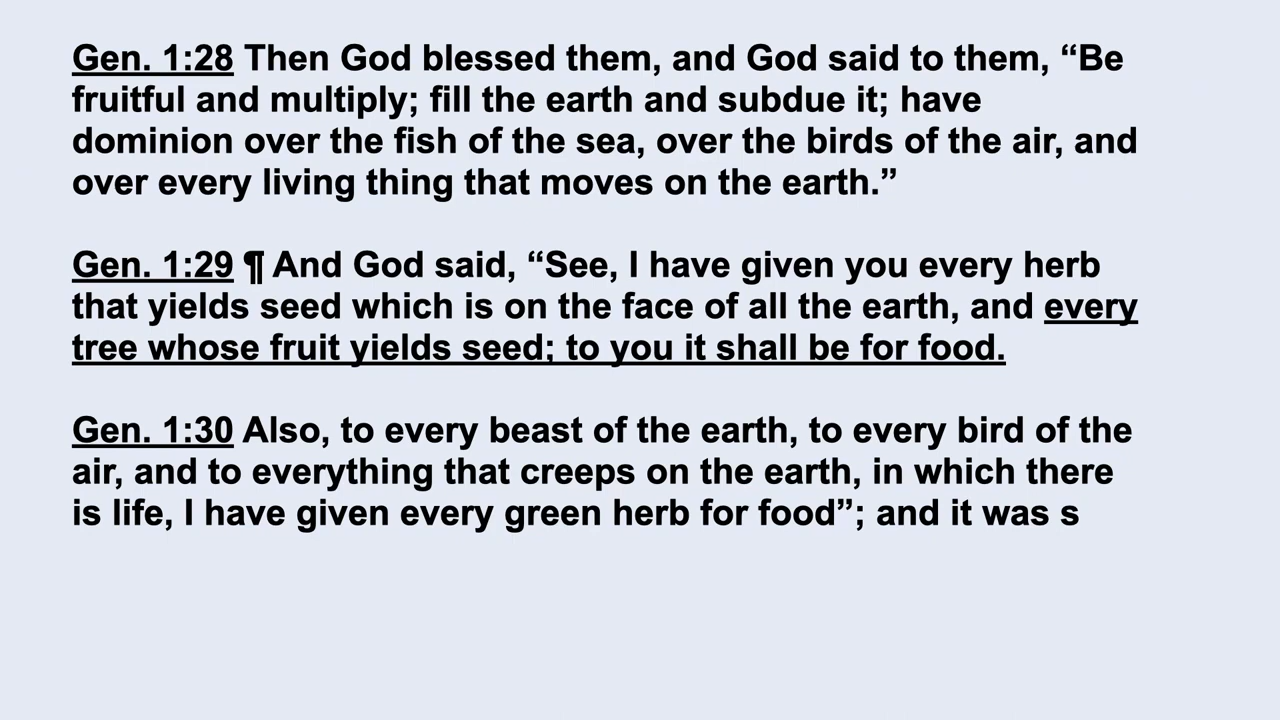 Gen. 1:28 Then God blessed them, and God said to them, “Be
fruitful and multiply; fill the earth and subdue it; have
dominion over the fish of the sea, over the birds of the air, and
over every living thing that moves on the earth.”
Gen. 1:29 ¶ And God said, “See, I have given you every herb
that yields seed which is on the face of all the earth, and every
tree whose fruit yields seed; to you it shall be for food.
Gen. 1:30 Also, to every beast of the earth, to every bird of the
air, and to everything that creeps on the earth, in which there
is life, I have given every green herb for food”; and it was s